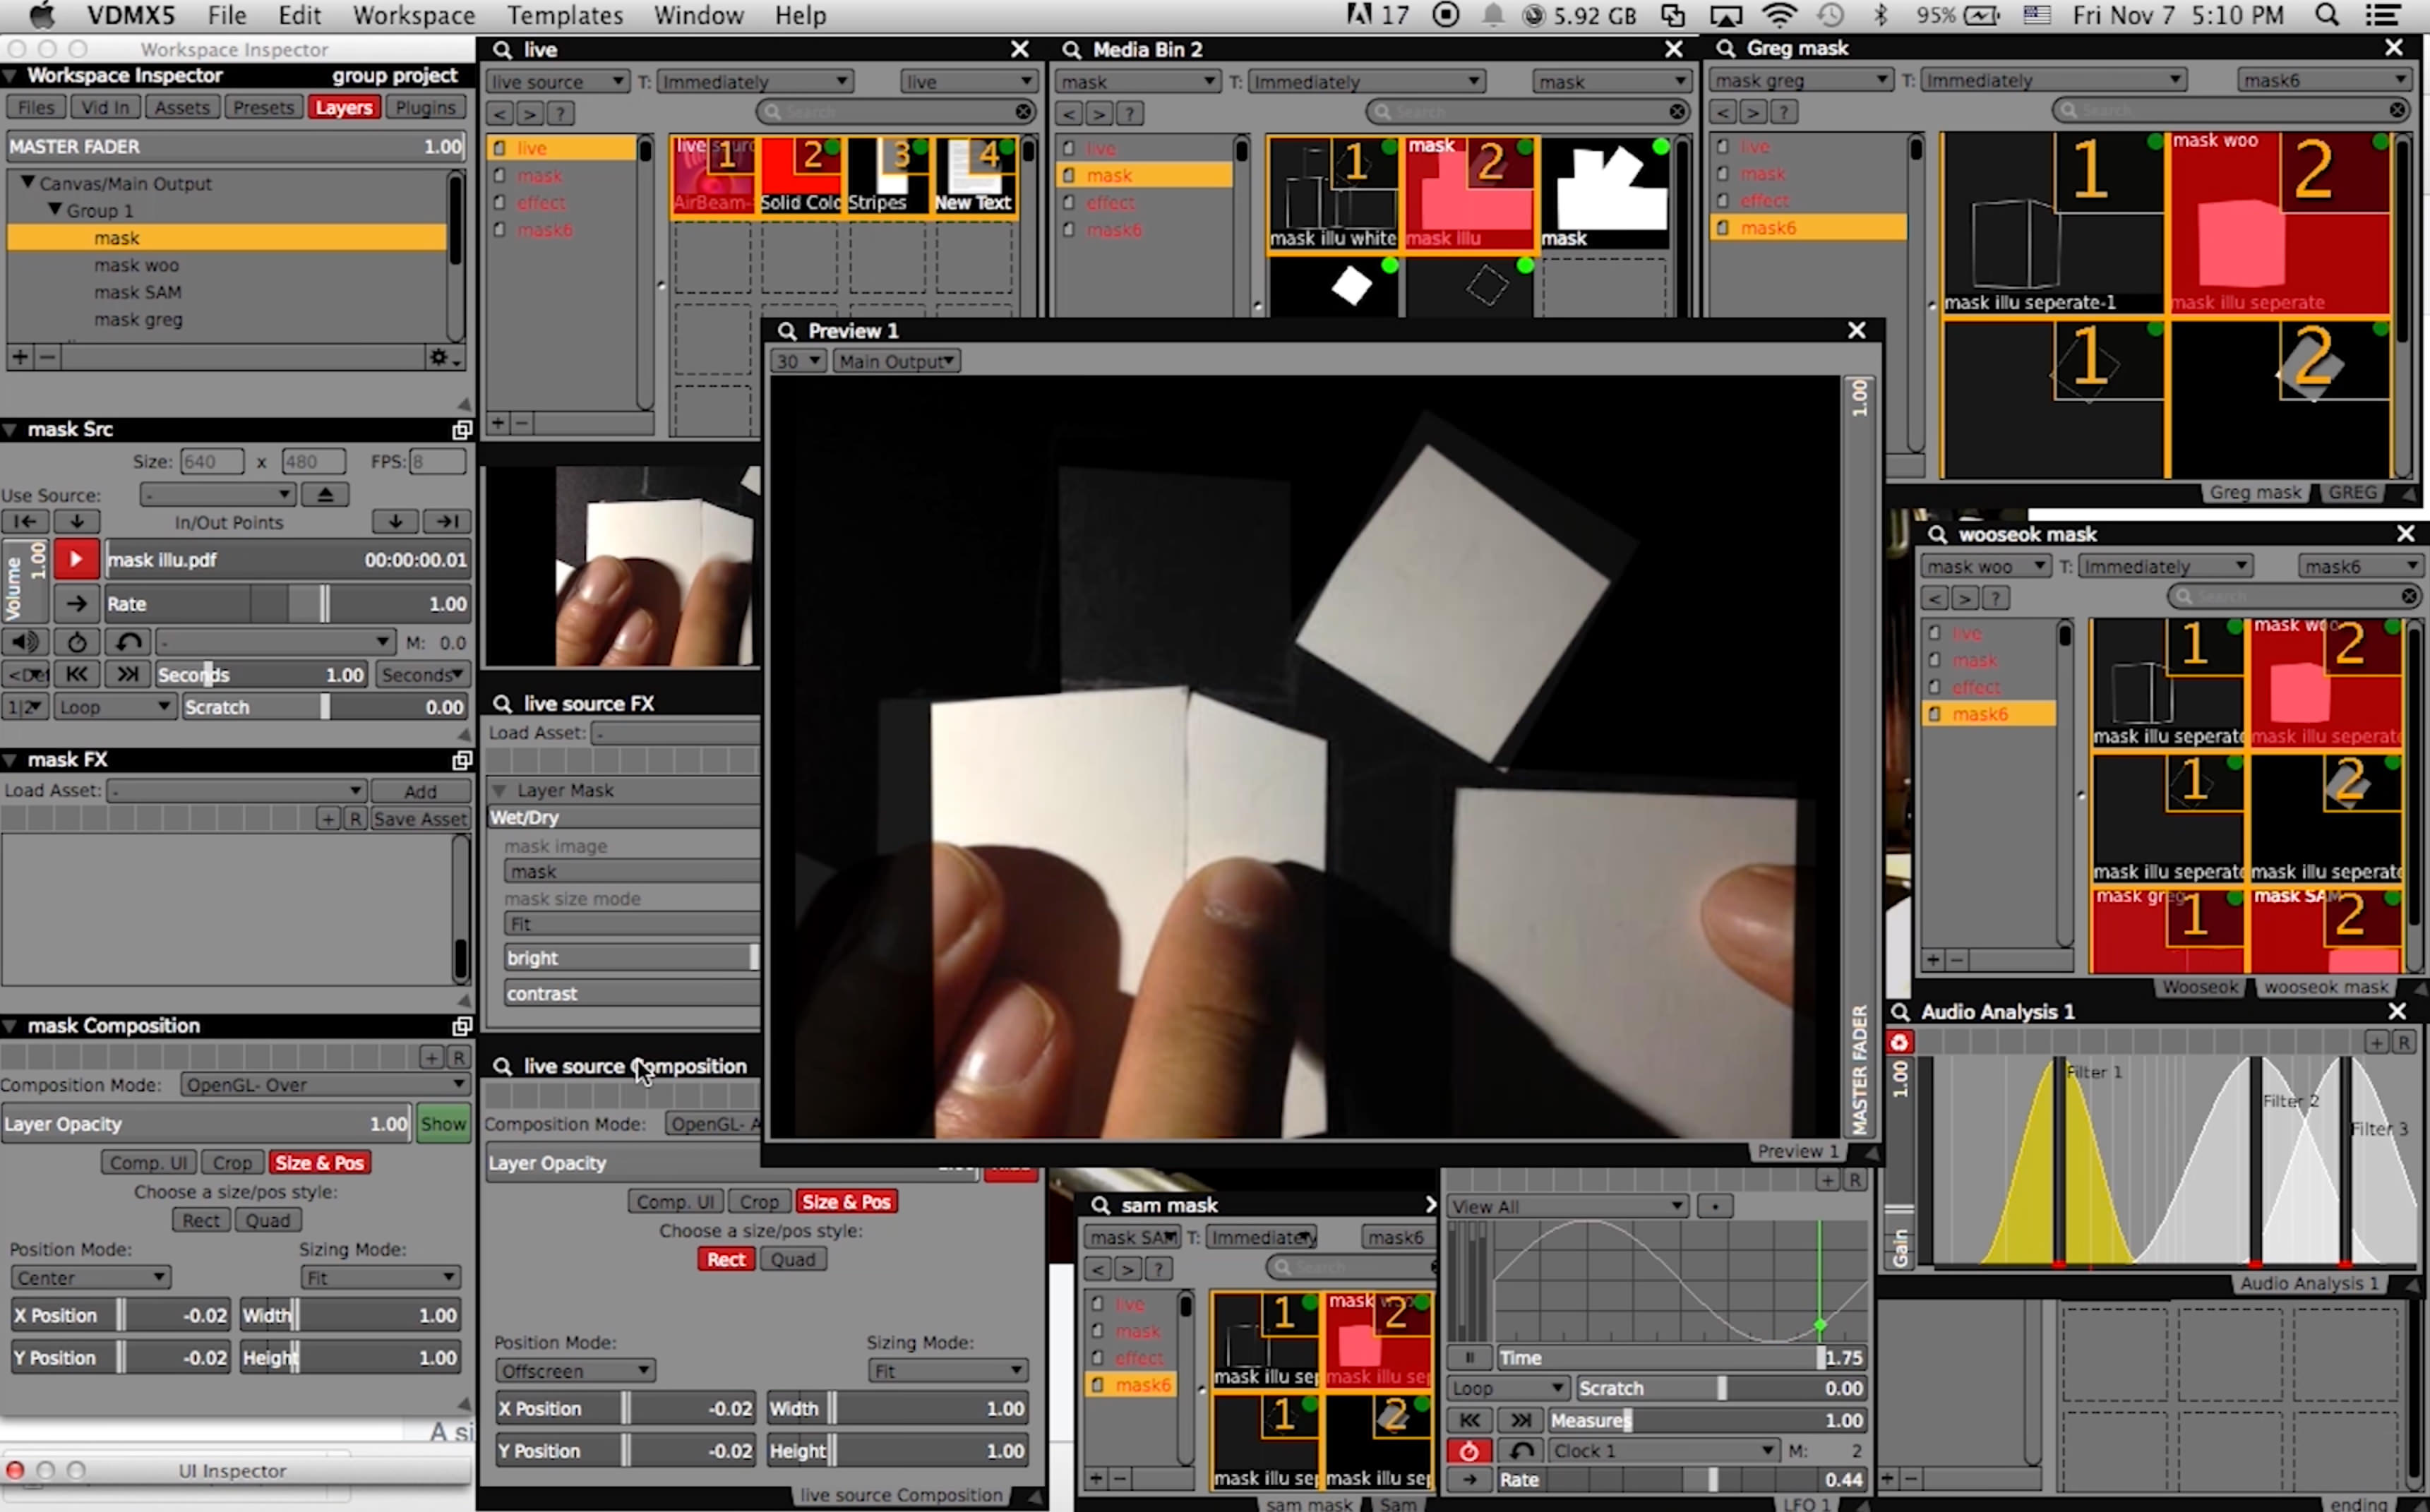 VDMX5 File Edit Workspace Templates Window Help
17 5.92 GB 95% Fri Nov 7 5:10 PM
Workspace Inspector
Workspace Inspector group project
Files Vid In Assets Presets Layers Plugins
MASTER FADER 1.00
Canvas/Main Output
Group 1
mask
mask woo
mask SAM
mask greg
+ −
mask Src
Size: 640 x 480 FPS: 8
Use Source: -
In/Out Points
Volume 1.00
mask illu.pdf 00:00:00.01
Rate 1.00
- M: 0.0
Seconds 1.00 Seconds
Loop Scratch 0.00
mask FX
Load Asset: - Add
+ R Save Asset
mask Composition
+ R
Composition Mode: OpenGL- Over
Layer Opacity 1.00 Show
Comp. UI Crop Size & Pos
Choose a size/pos style:
Rect Quad
Position Mode: Sizing Mode:
Center Fit
X Position -0.02 Width 1.00
Y Position -0.02 Height 1.00
A si
UI Inspector
live
live source T: Immediately live
< > ? Search
live
mask
effect
mask6
1 2 3 4
AirBeam- Solid Colo Stripes New Text
+ −
live source FX
Load Asset: -
Layer Mask
Wet/Dry
mask image
mask
mask size mode
Fit
bright
contrast
live source Composition
Composition Mode: OpenGL- A
Layer Opacity
Comp. UI Crop Size & Pos
Choose a size/pos style:
Rect Quad
Position Mode: Sizing Mode:
Offscreen Fit
X Position -0.02 Width 1.00
Y Position -0.02 Height 1.00
live source Composition
Media Bin 2
mask T: Immediately mask
< > ? Search
live
mask
effect
mask6
1 mask 2
mask illu white mask illu mask
Preview 1
30 Main Output
1.00
MASTER FADER
Preview 1
Greg mask
mask greg T: Immediately mask6
< > ? Search
live
mask
effect
mask6
1 mask woo 2
mask illu seperate-1 mask illu seperate
1 2
Greg mask GREG
wooseok mask
mask woo T: Immediately mask6
< > ? Search
live
mask
effect
mask6
1 mask woo 2
mask illu seperate mask illu seperate
1 2
mask illu seperate mask illu seperate
mask greg 1 mask SAM 2
+ −
Wooseok wooseok mask
Audio Analysis 1
+ R
1.00
Gain
Filter 1
Filter 2
Filter 3
Audio Analysis 1
sam mask
mask SAM T: Immediately mask6
< > ? Search
live
mask
effect
mask6
1 mask woo 2
mask illu sep mask illu sep
1 2
mask illu sep mask illu sep
+ −
sam mask Sam
+ R
View All
Time 1.75
Loop Scratch 0.00
Measures 1.00
Clock 1 M: 2
Rate 0.44
LFO 1
+ −
ending